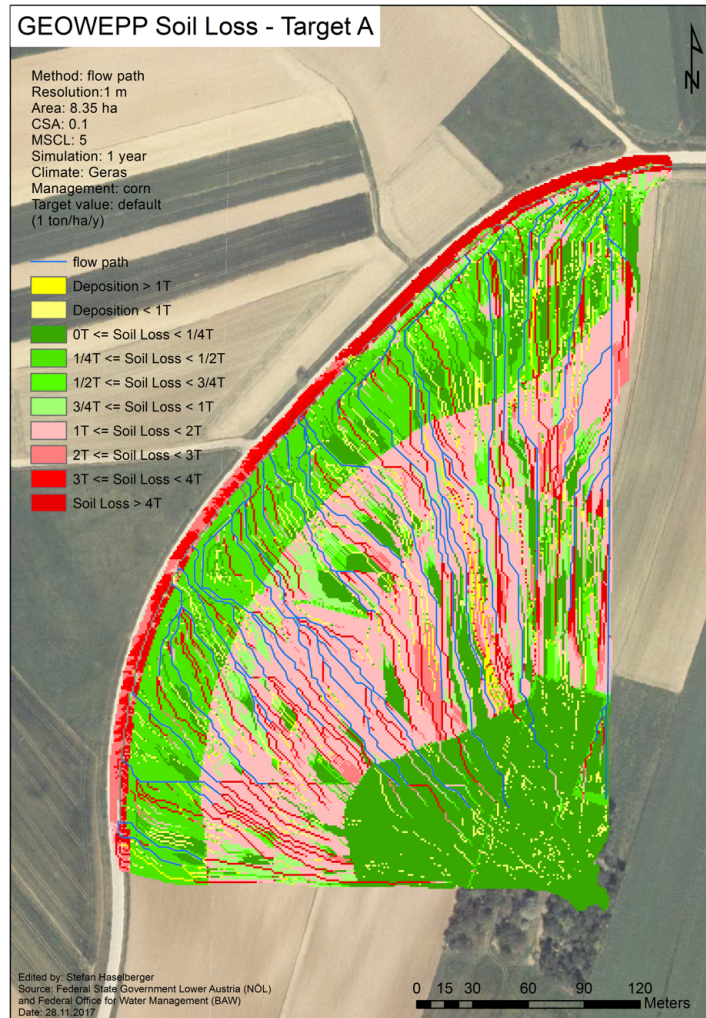 GEOWEPP Soil Loss - Target A
N
Method: flow path
Resolution:1 m
Area: 8.35 ha
CSA: 0.1
MSCL: 5
Simulation: 1 year
Climate: Geras
Management: corn
Target value: default
(1 ton/ha/y)
flow path
Deposition > 1T
Deposition < 1T
0T <= Soil Loss < 1/4T
1/4T <= Soil Loss < 1/2T
1/2T <= Soil Loss < 3/4T
3/4T <= Soil Loss < 1T
1T <= Soil Loss < 2T
2T <= Soil Loss < 3T
3T <= Soil Loss < 4T
Soil Loss > 4T
Edited by: Stefan Haselberger
Source: Federal State Government Lower Austria (NÖL)
and Federal Office for Water Management (BAW)
Date: 28.11.2017
0 15 30 60 90 120
Meters